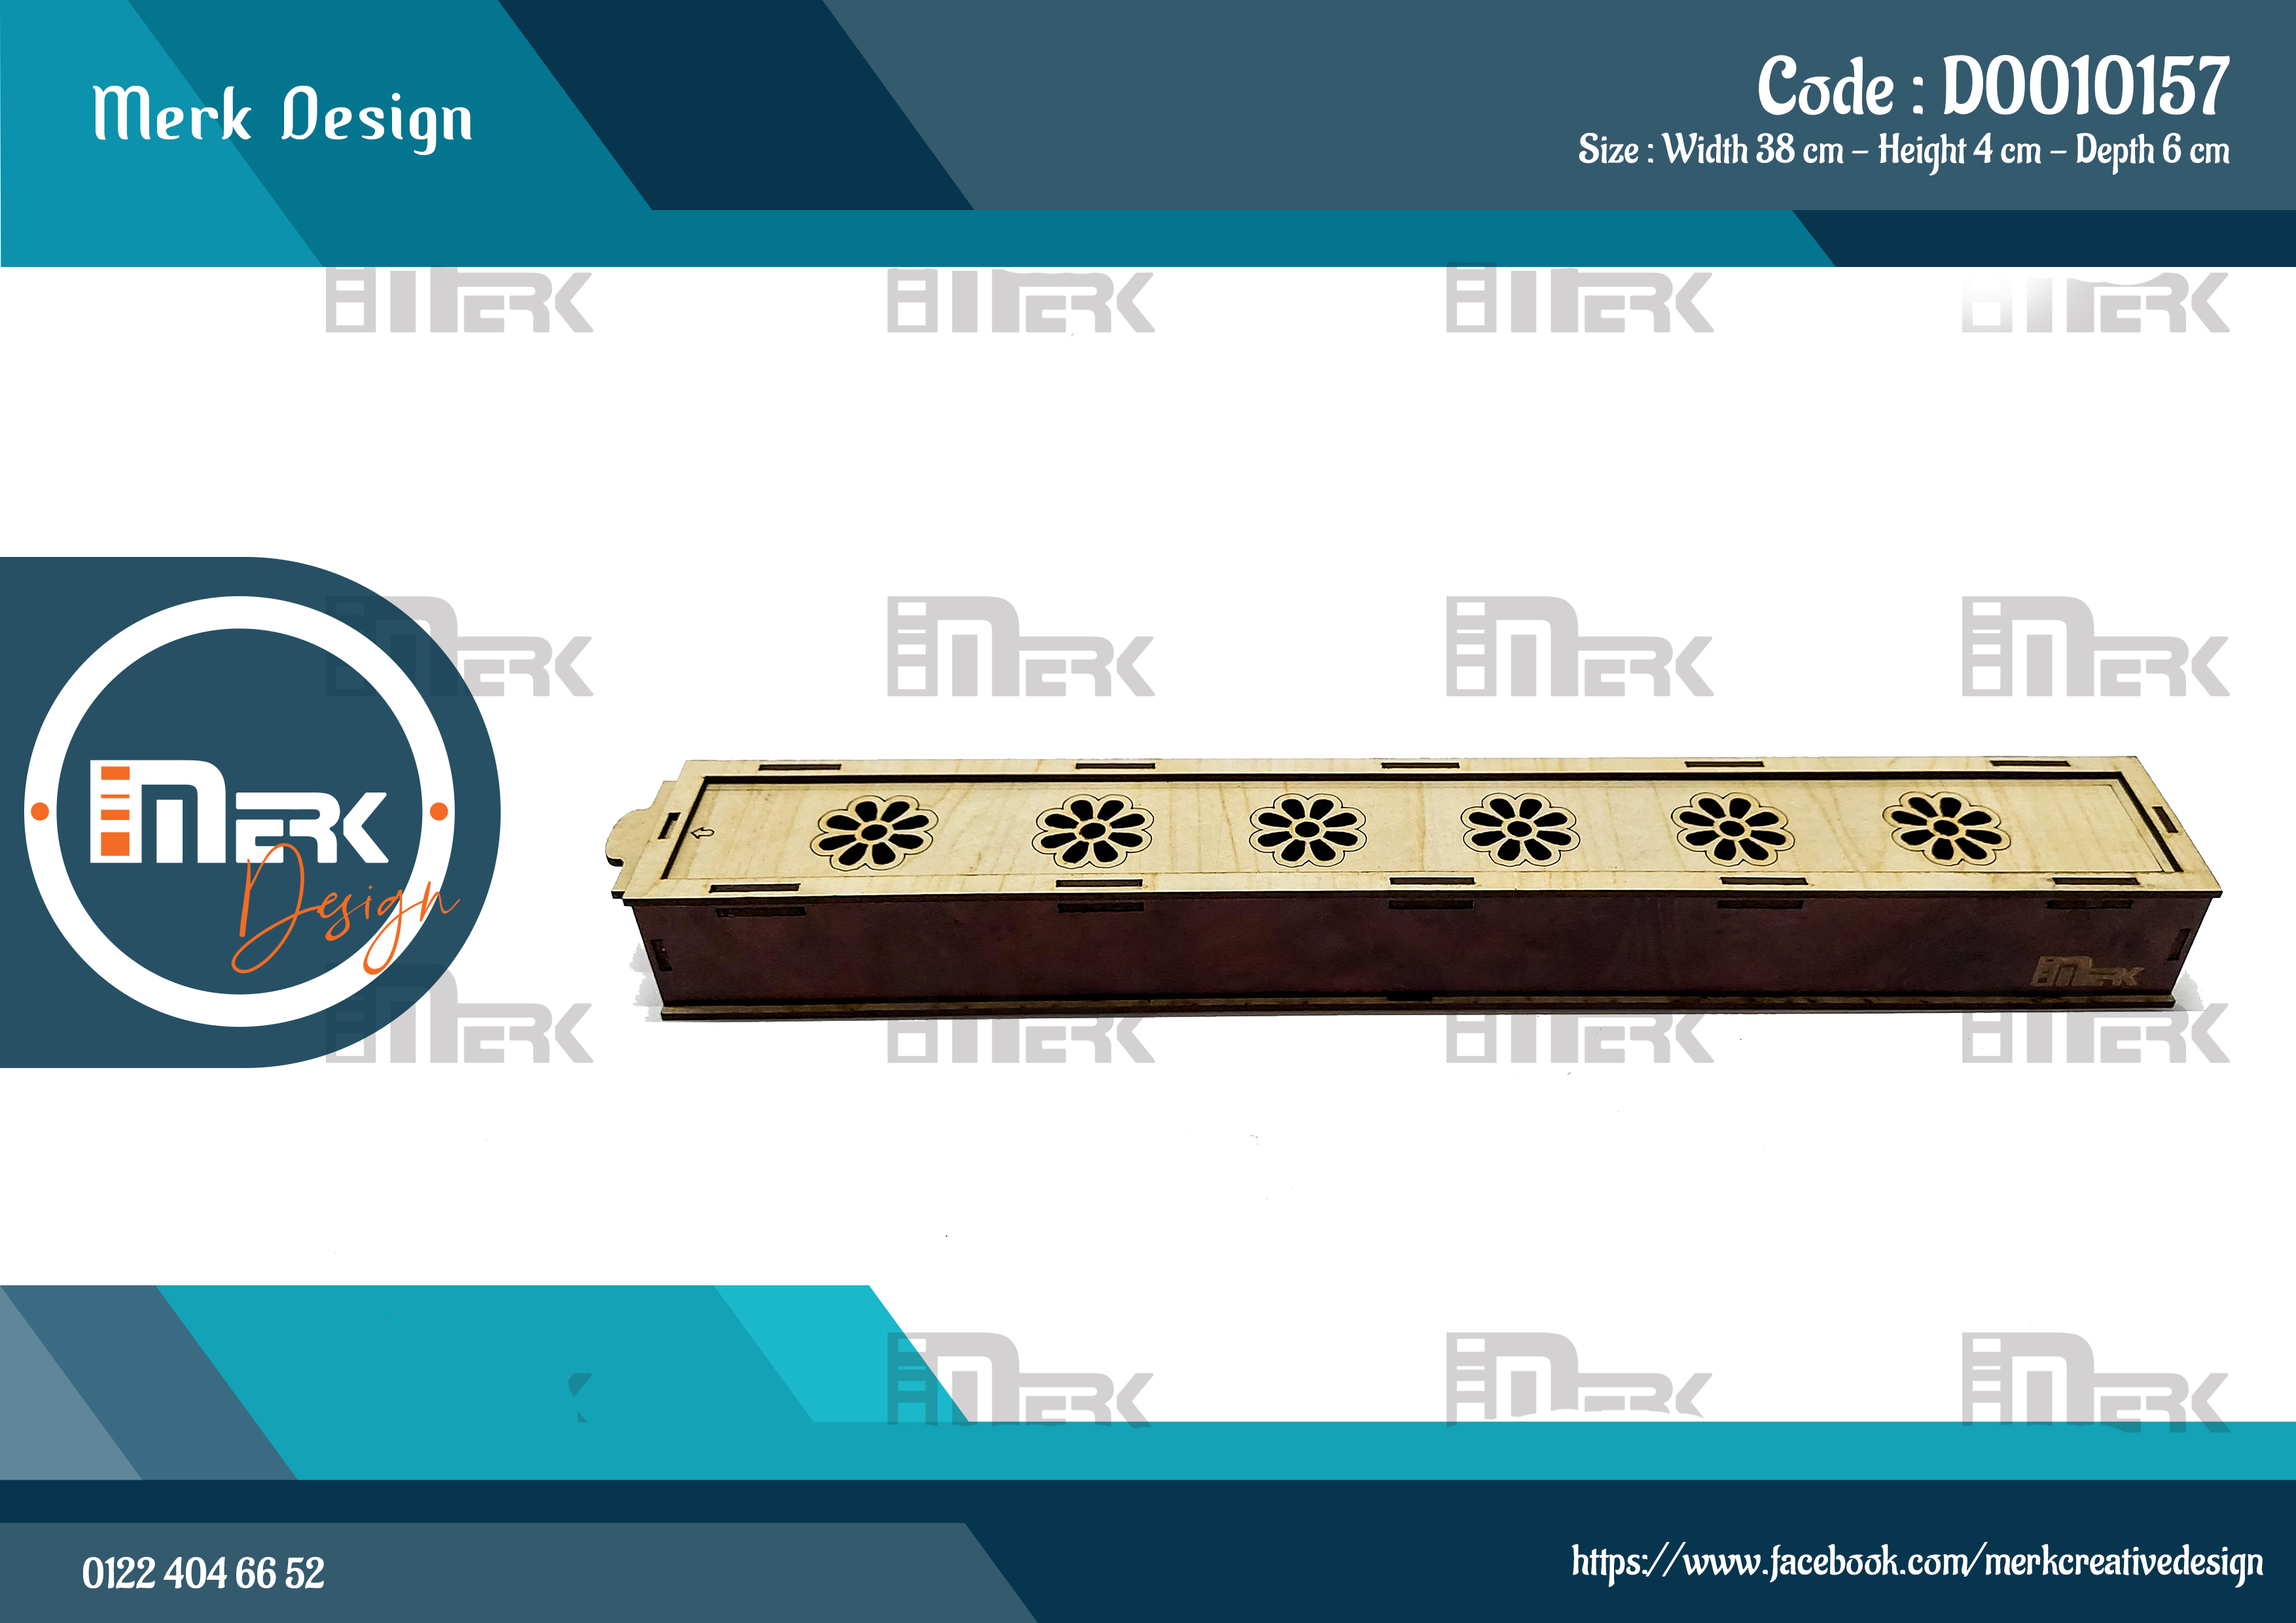 Merk Design
Code : D0010157
Size : Width 38 cm – Height 4 cm – Depth 6 cm
MERK MERK MERK MERK
MERK MERK MERK MERK
MERK
Design
MERK
MERK MERK MERK MERK
MERK MERK MERK
0122 404 66 52
https://www.facebook.com/merkcreativedesign